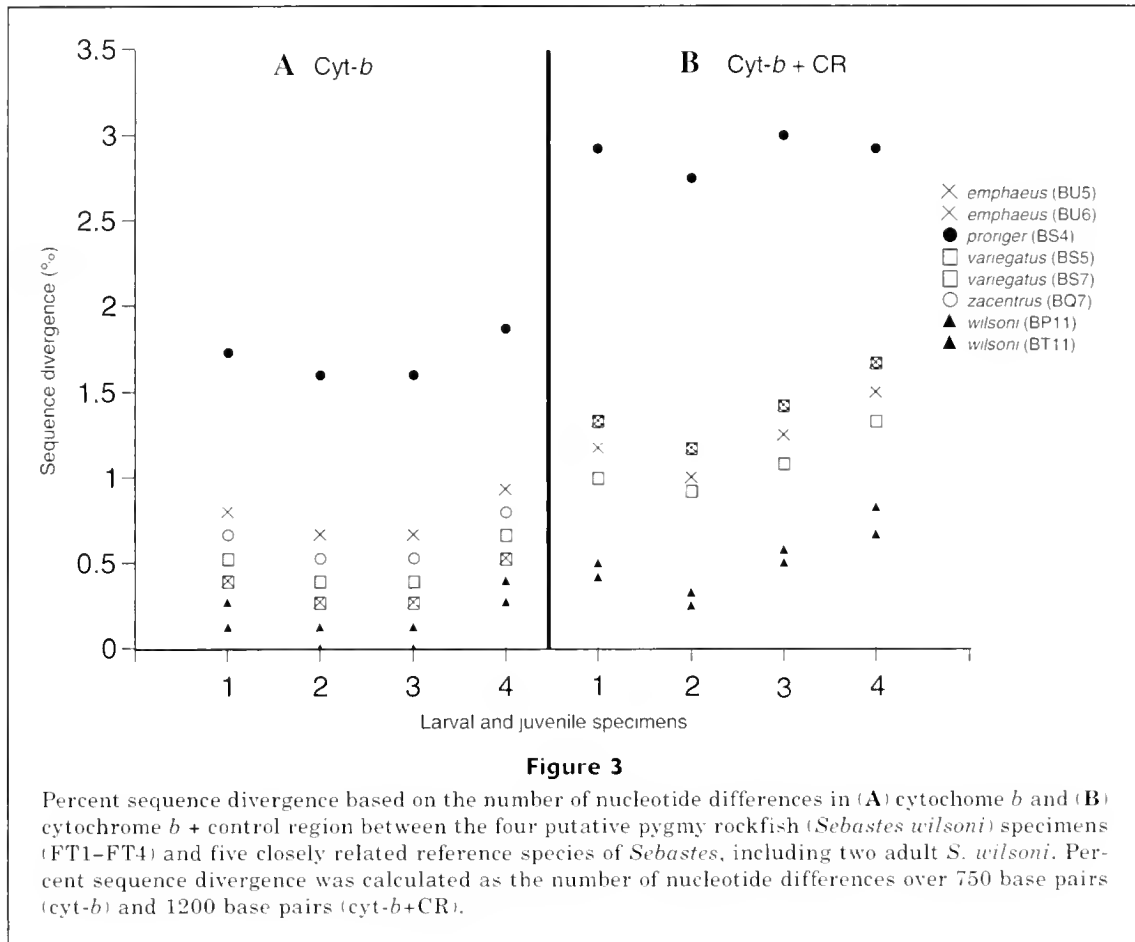 3.5
3
2.5
2
1.5
1
0.5
0
Sequence divergence (%)
A Cyt-b
B Cyt-b + CR
emphaeus (BU5)
emphaeus (BU6)
proriger (BS4)
variegatus (BS5)
variegatus (BS7)
zacentrus (BQ7)
wilsoni (BP11)
wilsoni (BT11)
1 2 3 4 1 2 3 4
Larval and juvenile specimens
Figure 3
Percent sequence divergence based on the number of nucleotide differences in (A) cytochome b and (B)
cytochrome b + control region between the four putative pygmy rockfish (Sebastes wilsoni) specimens
(FT1–FT4) and five closely related reference species of Sebastes, including two adult S. wilsoni. Per-
cent sequence divergence was calculated as the number of nucleotide differences over 750 base pairs
(cyt-b) and 1200 base pairs (cyt-b+CR).